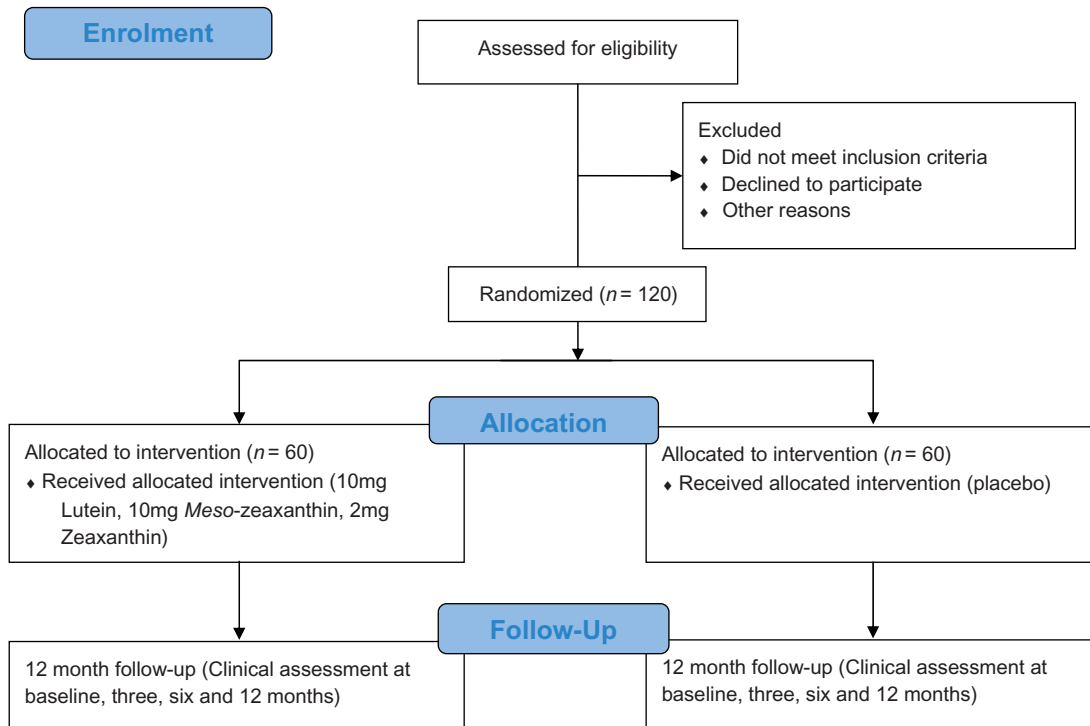 Enrolment
Assessed for eligibility
Excluded
♦ Did not meet inclusion criteria
♦ Declined to participate
♦ Other reasons
Randomized (n = 120)
Allocation
Allocated to intervention (n = 60)
♦ Received allocated intervention (10mg
Lutein, 10mg Meso-zeaxanthin, 2mg
Zeaxanthin)
Allocated to intervention (n = 60)
♦ Received allocated intervention (placebo)
Follow-Up
12 month follow-up (Clinical assessment at
baseline, three, six and 12 months)
12 month follow-up (Clinical assessment at
baseline, three, six and 12 months)